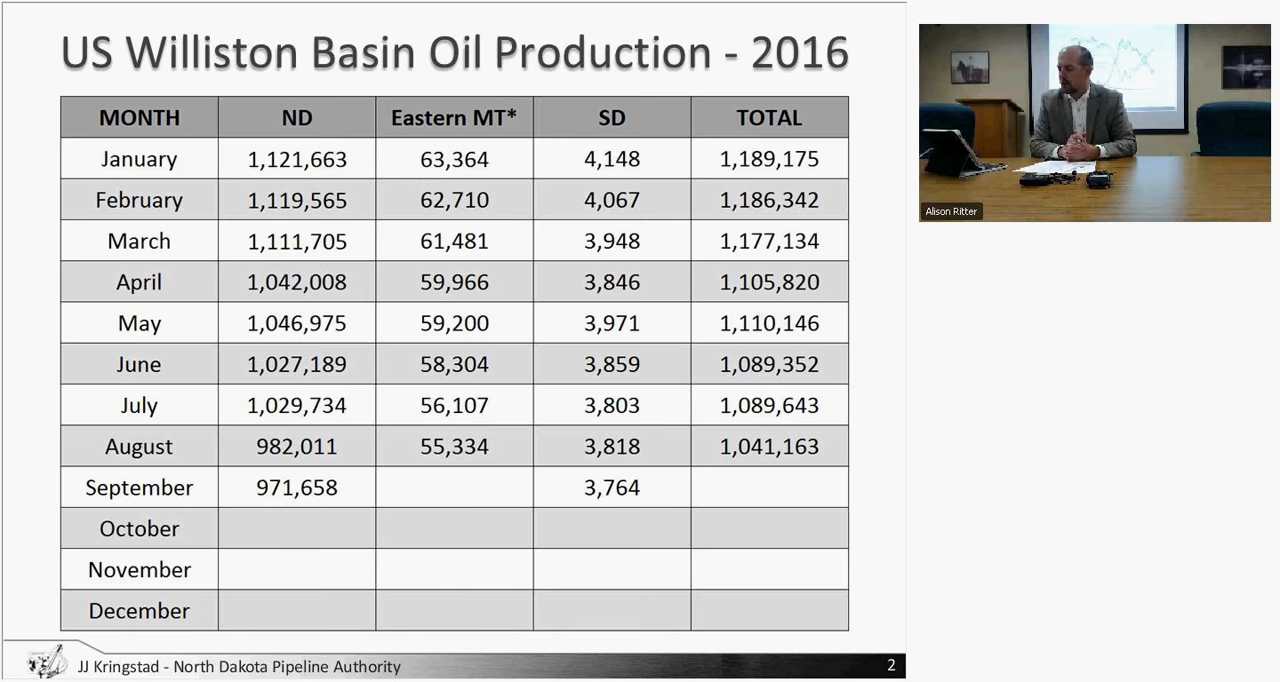 US Williston Basin Oil Production - 2016
MONTH ND Eastern MT* SD TOTAL
January 1,121,663 63,364 4,148 1,189,175
February 1,119,565 62,710 4,067 1,186,342
March 1,111,705 61,481 3,948 1,177,134
April 1,042,008 59,966 3,846 1,105,820
May 1,046,975 59,200 3,971 1,110,146
June 1,027,189 58,304 3,859 1,089,352
July 1,029,734 56,107 3,803 1,089,643
August 982,011 55,334 3,818 1,041,163
September 971,658 3,764
October
November
December
JJ Kringstad - North Dakota Pipeline Authority
2
Alison Ritter